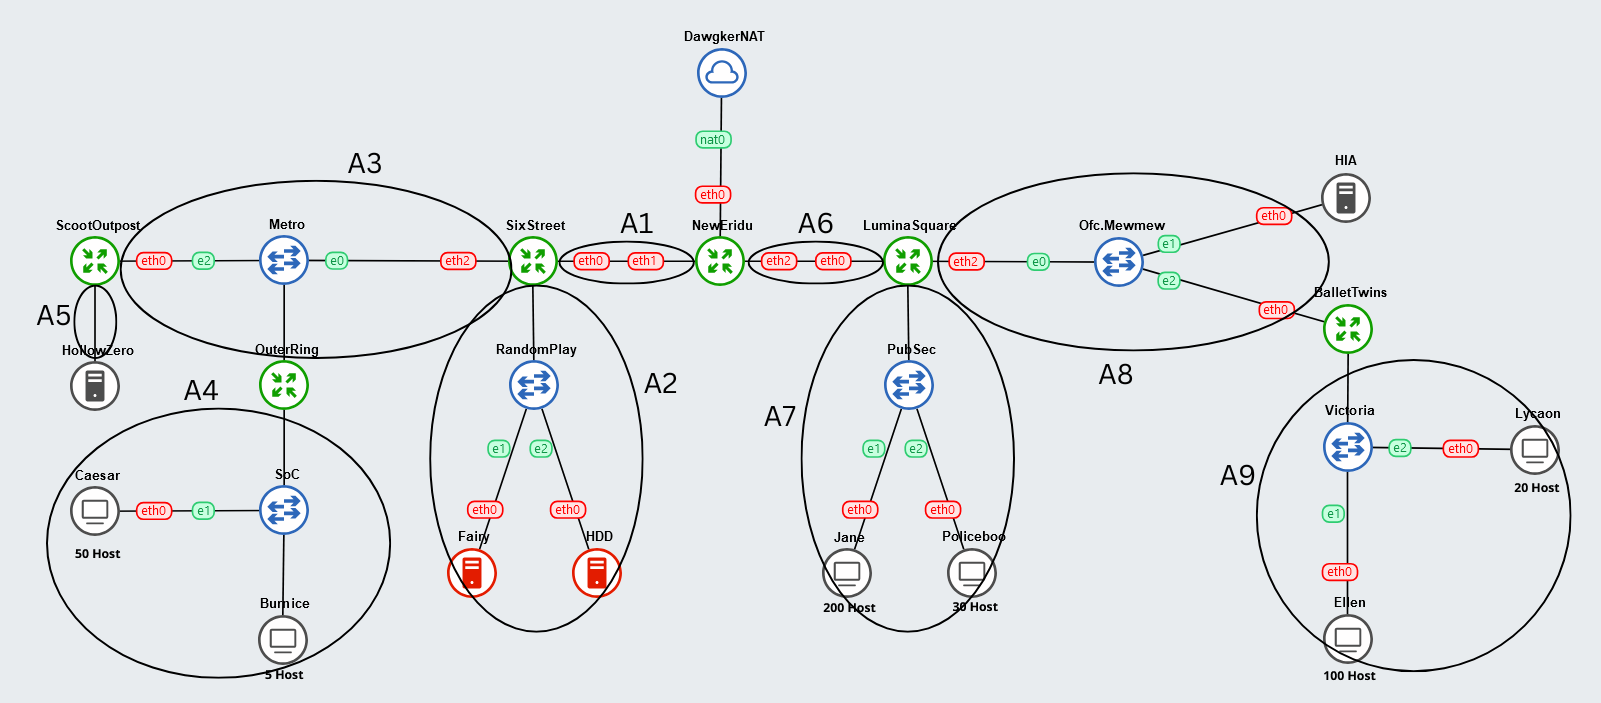 DawgkerNAT
nat0
eth0
A3
HIA
eth0
ScootOutpost
Metro
SixStreet
A1
NewEridu
A6
LuminaSquare
Ofc.Mewmew
e1
eth0
e2
e0
eth2
eth0
eth1
eth2
eth0
eth2
e0
e2
eth0
BalletTwins
A5
HollowZero
OuterRing
RandomPlay
PubSec
A4
A2
A8
A7
Victoria
Lycaon
e2
eth0
20 Host
e1
e2
e1
e2
A9
Caesar
SoC
eth0
e1
50 Host
eth0
eth0
eth0
eth0
e1
Fairy
HDD
Jane
Policeboo
eth0
200 Host
30 Host
Burnice
5 Host
Ellen
100 Host